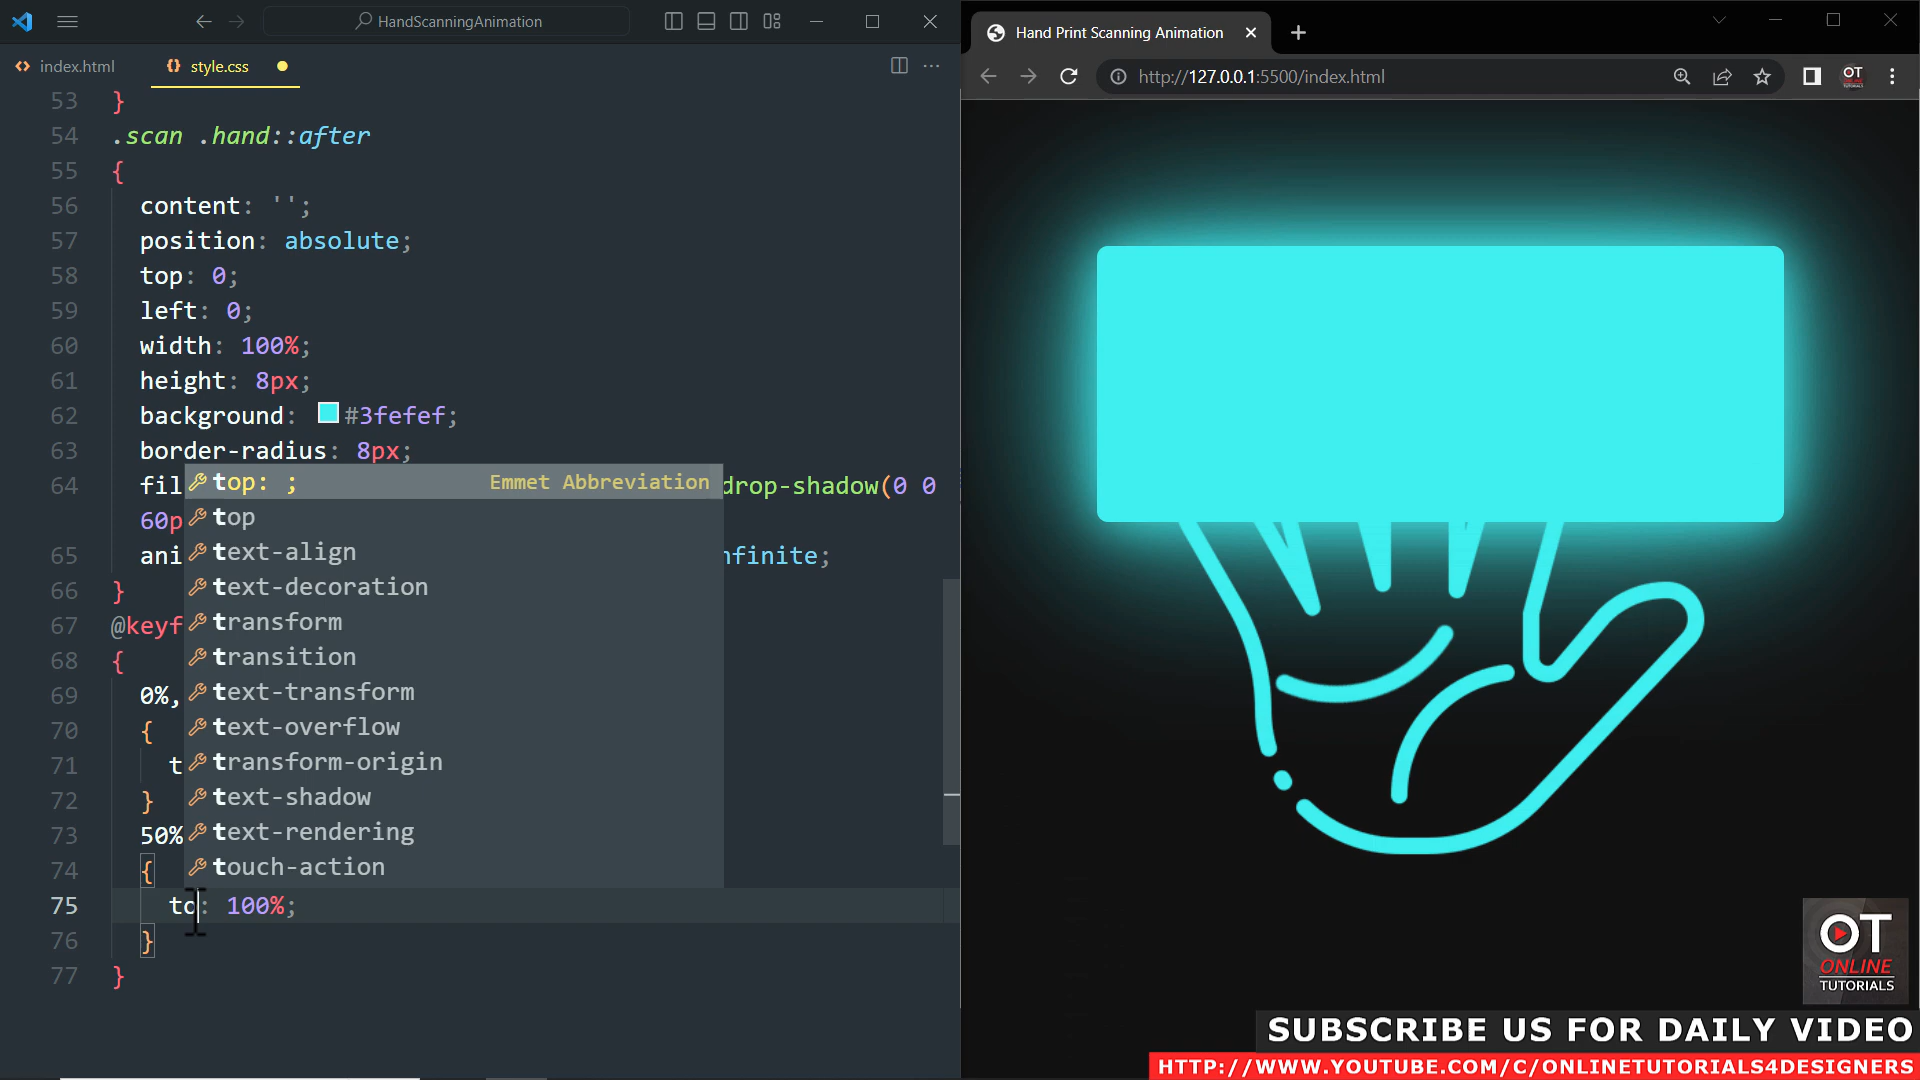 HandScanningAnimation
index.html
style.css
53 }
54 .scan .hand::after
55 {
56 content: '';
57 position: absolute;
58 top: 0;
59 left: 0;
60 width: 100%;
61 height: 8px;
62 background: #3fefef;
63 border-radius: 8px;
64 fil drop-shadow(0 0
60p
65 ani nfinite;
66 }
67 @keyf
68 {
69 0%,
70 {
71 t
72 }
73 50%
74 {
75 to: 100%;
76 }
77 }
top: ; Emmet Abbreviation
top
text-align
text-decoration
transform
transition
text-transform
text-overflow
transform-origin
text-shadow
text-rendering
touch-action
Hand Print Scanning Animation
http://127.0.0.1:5500/index.html
OT
OT
ONLINE
TUTORIALS
SUBSCRIBE US FOR DAILY VIDEO
HTTP://WWW.YOUTUBE.COM/C/ONLINETUTORIALS4DESIGNERS